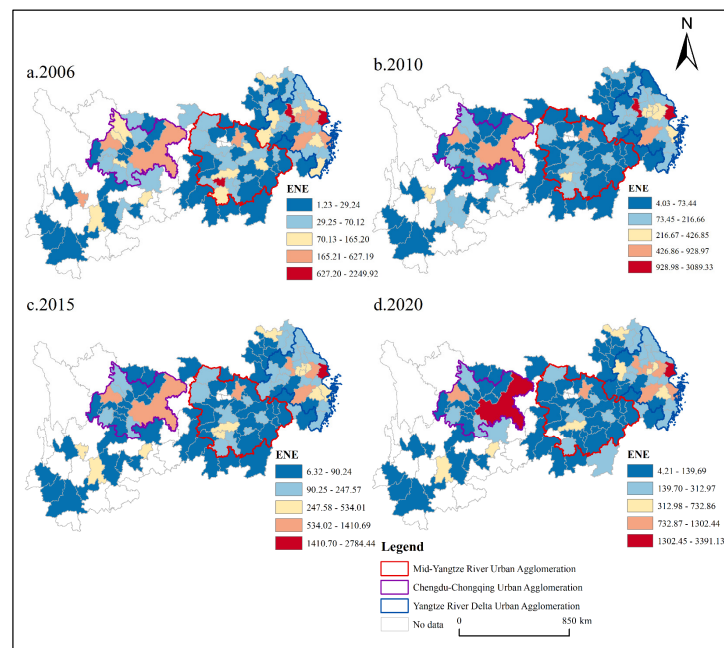 N
a.2006
ENE
1.23 - 29.24
29.25 - 70.12
70.13 - 165.20
165.21 - 627.19
627.20 - 2249.92
b.2010
ENE
4.03 - 73.44
73.45 - 216.66
216.67 - 426.85
426.86 - 928.97
928.98 - 3089.33
c.2015
ENE
6.32 - 90.24
90.25 - 247.57
247.58 - 534.01
534.02 - 1410.69
1410.70 - 2784.44
d.2020
ENE
4.21 - 139.69
139.70 - 312.97
312.98 - 732.86
732.87 - 1302.44
1302.45 - 3391.13
Legend
Mid-Yangtze River Urban Agglomeration
Chengdu-Chongqing Urban Agglomeration
Yangtze River Delta Urban Agglomeration
No data
0 850 km